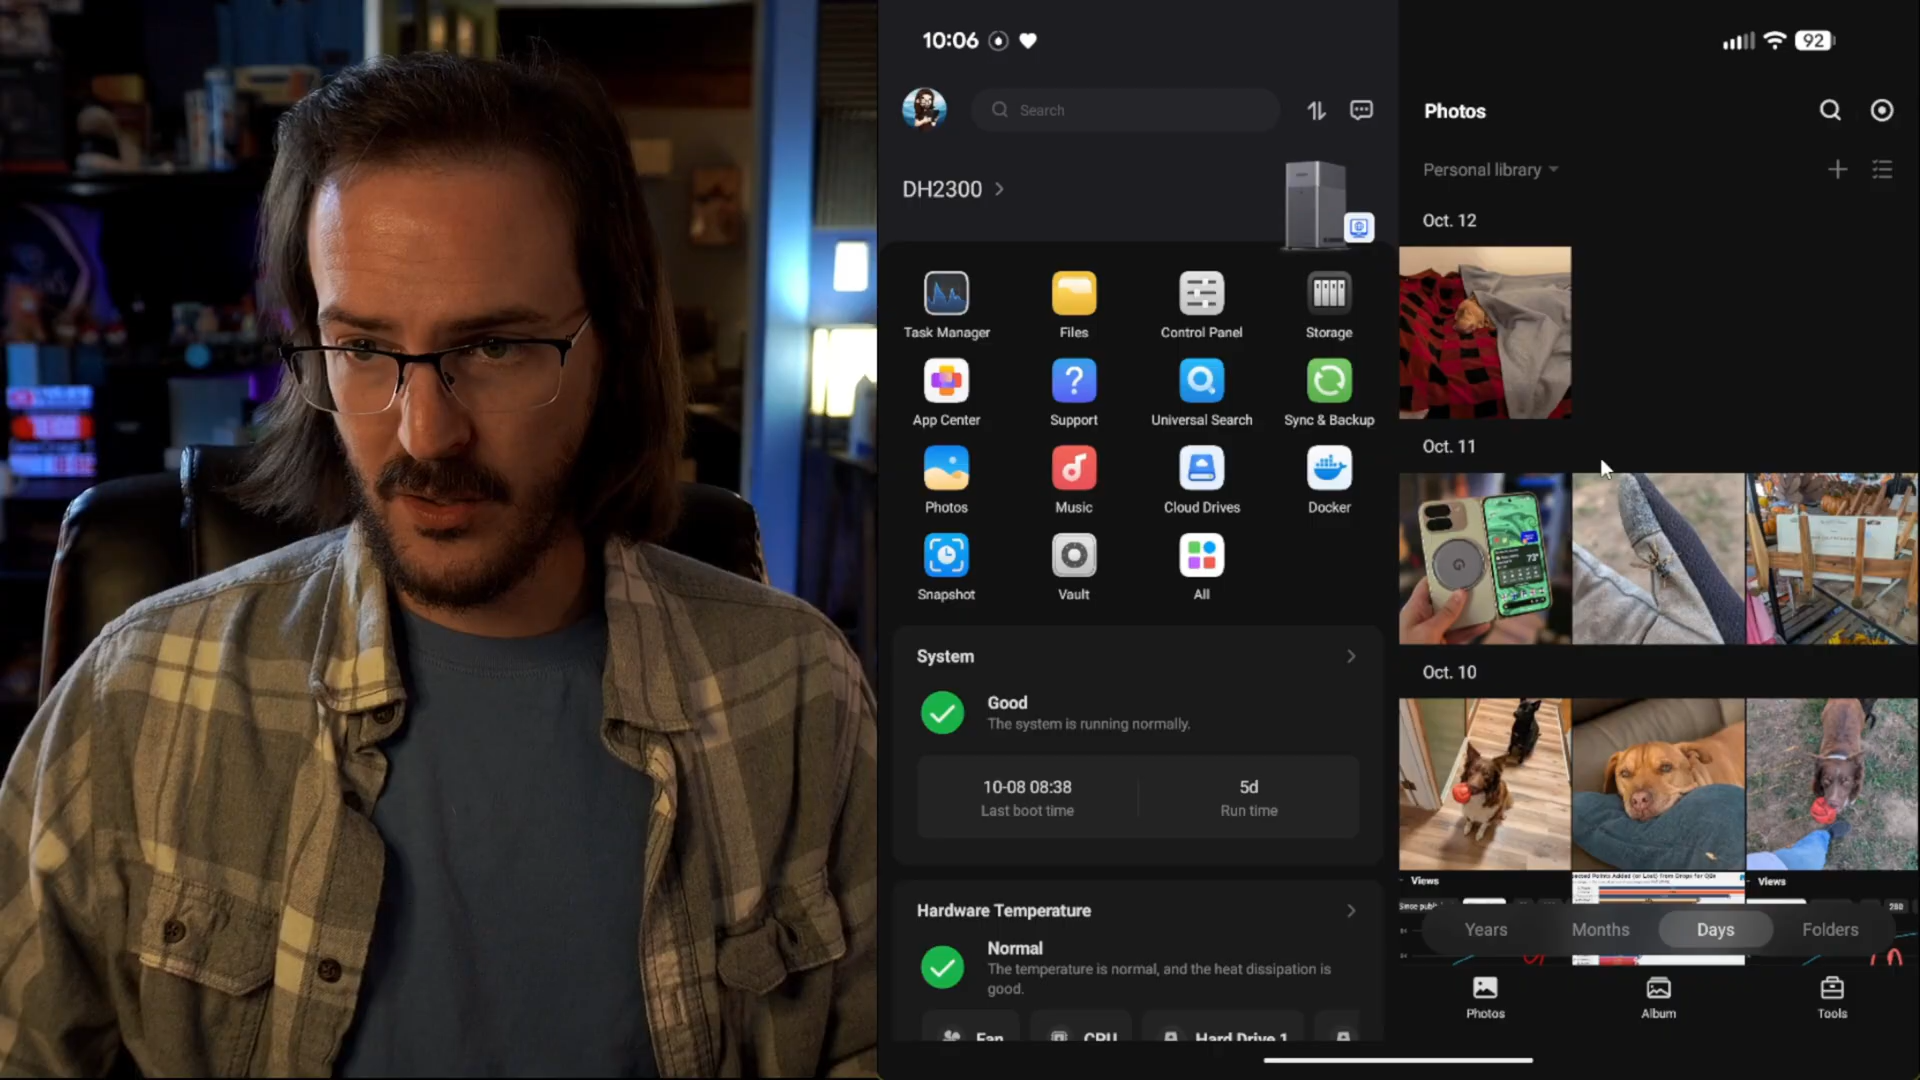 10:06
92
Search
DH2300
Task Manager
Files
Control Panel
Storage
App Center
Support
Universal Search
Sync & Backup
Photos
Music
Cloud Drives
Docker
Snapshot
Vault
All
System
Good
The system is running normally.
10-08 08:38
Last boot time
5d
Run time
Hardware Temperature
Normal
The temperature is normal, and the heat dissipation is
good.
Fan
CPU
Hard Drive 1
Photos
Personal library
Oct. 12
Oct. 11
Oct. 10
Views
Views
280
Years
Months
Days
Folders
Photos
Album
Tools